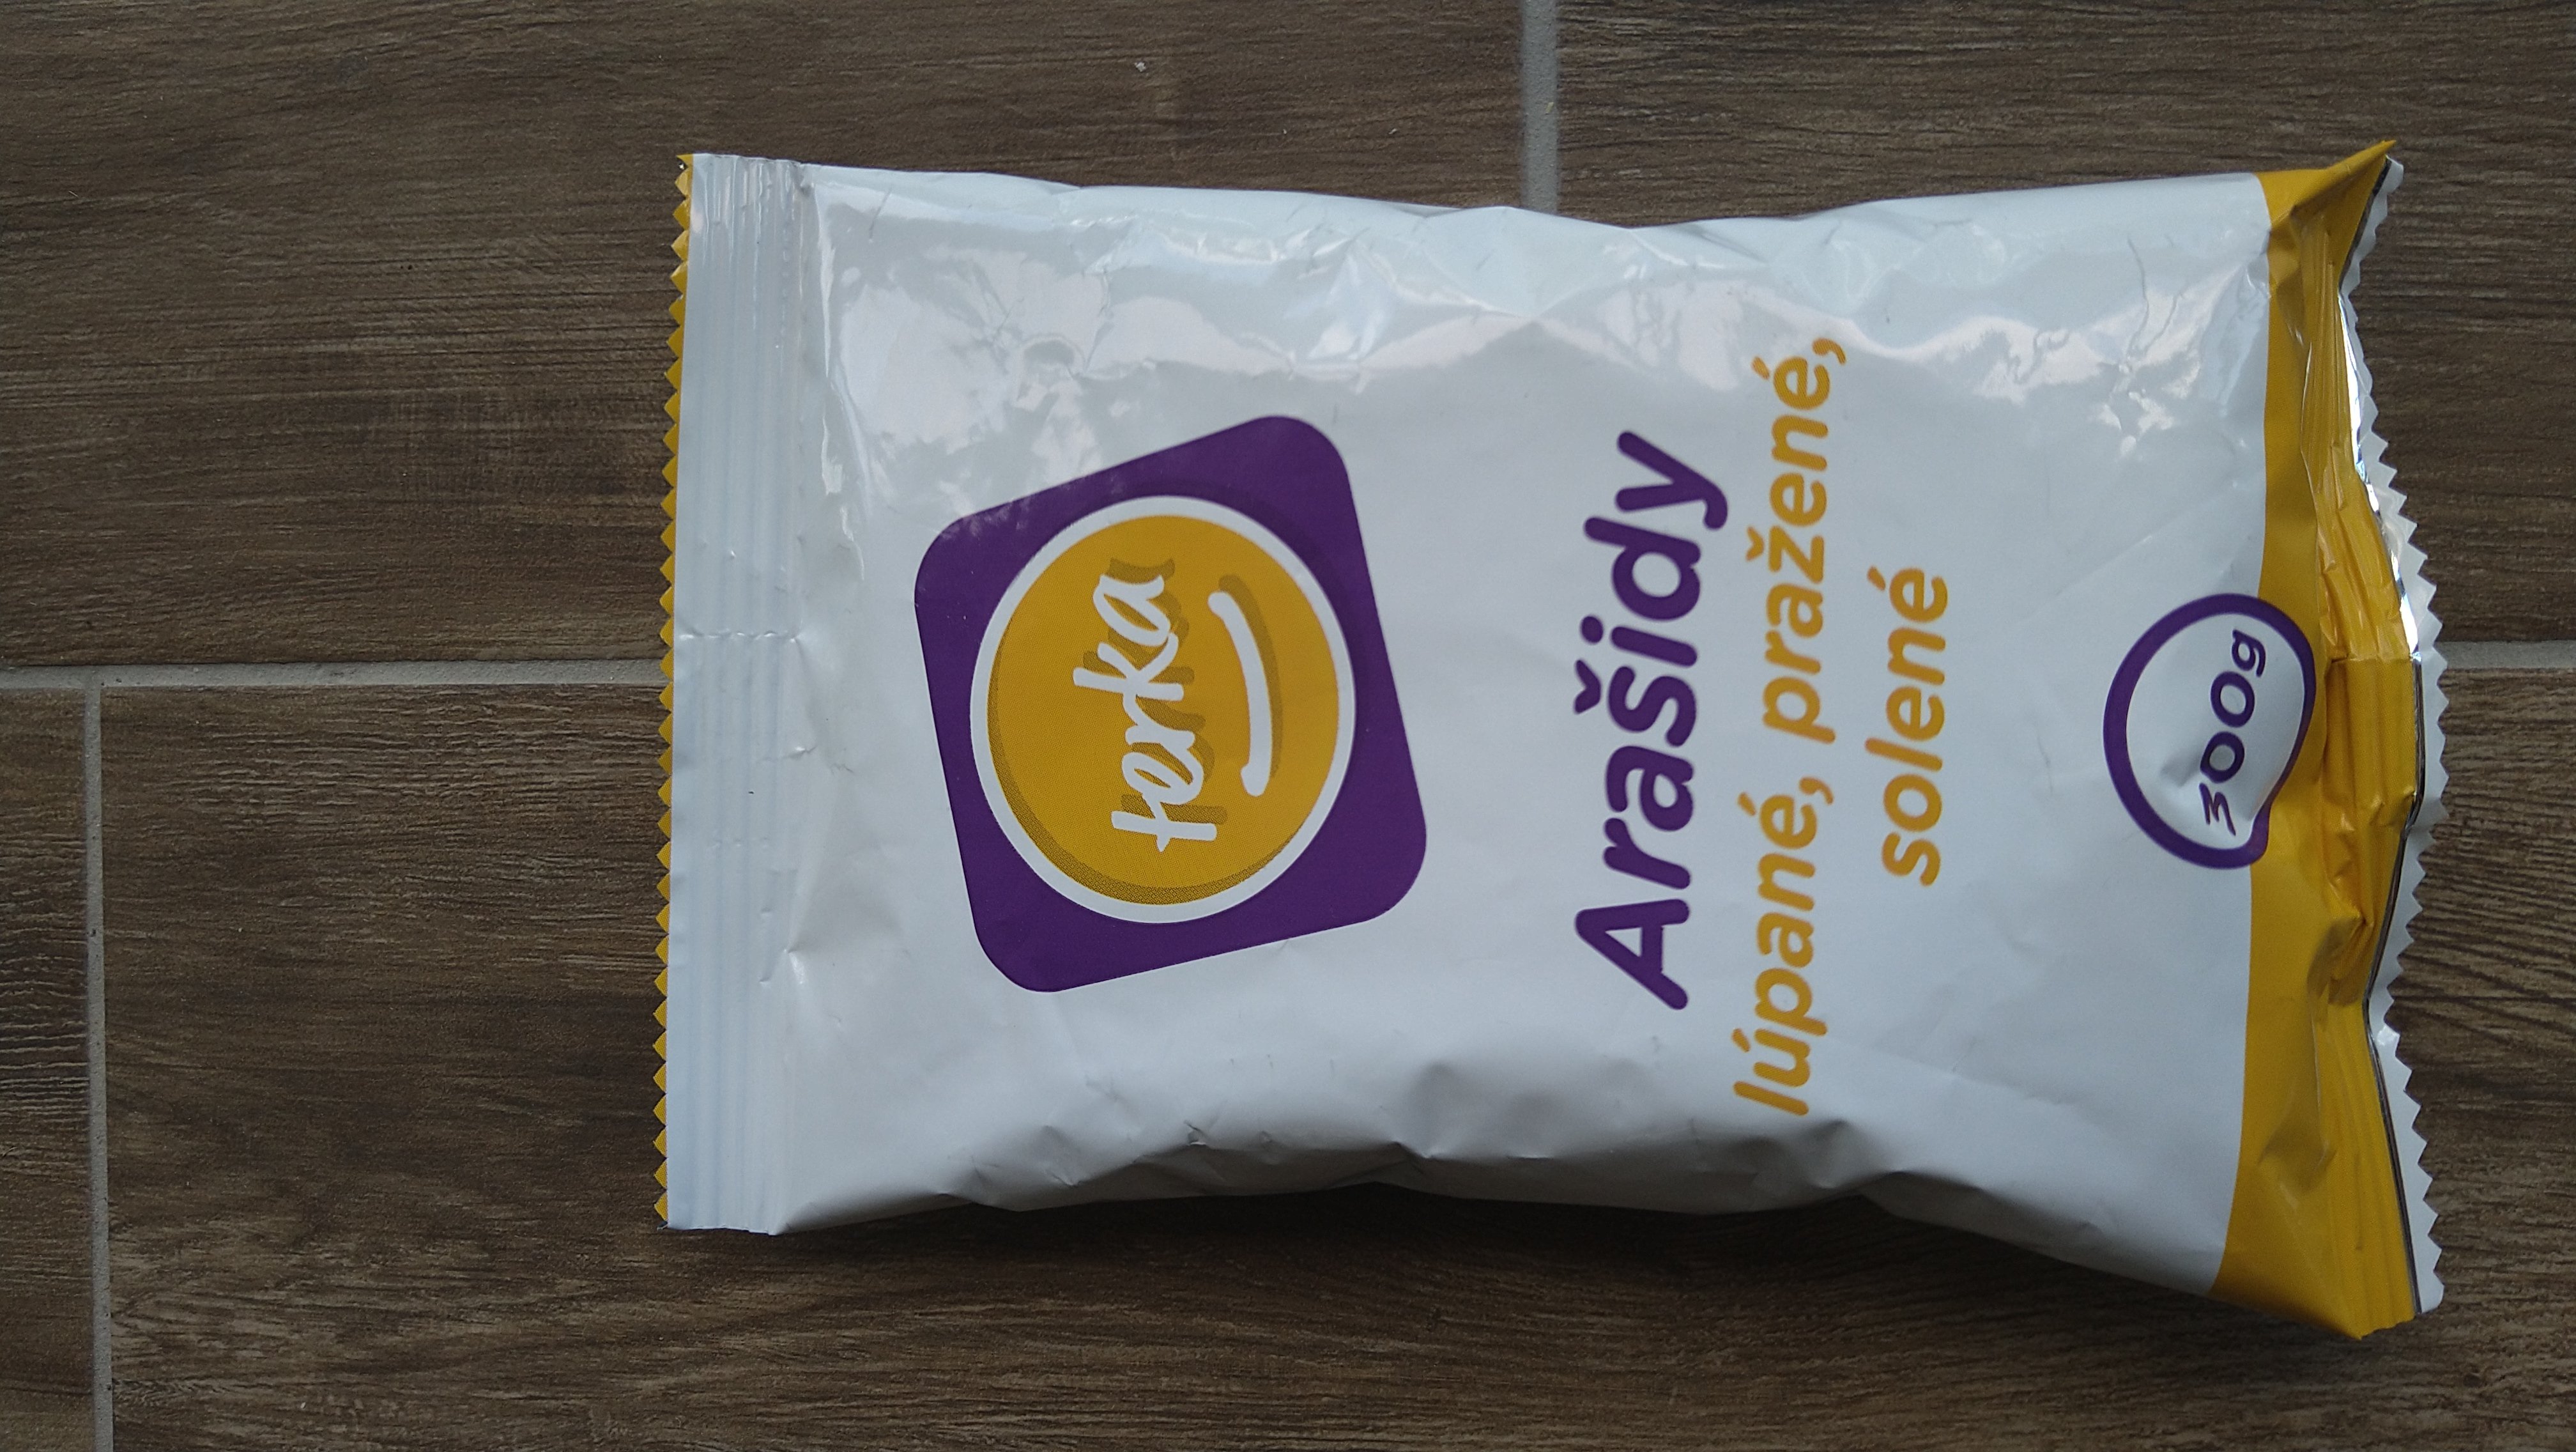 terka
Arašidy
lúpané, pražené,
solené
300g